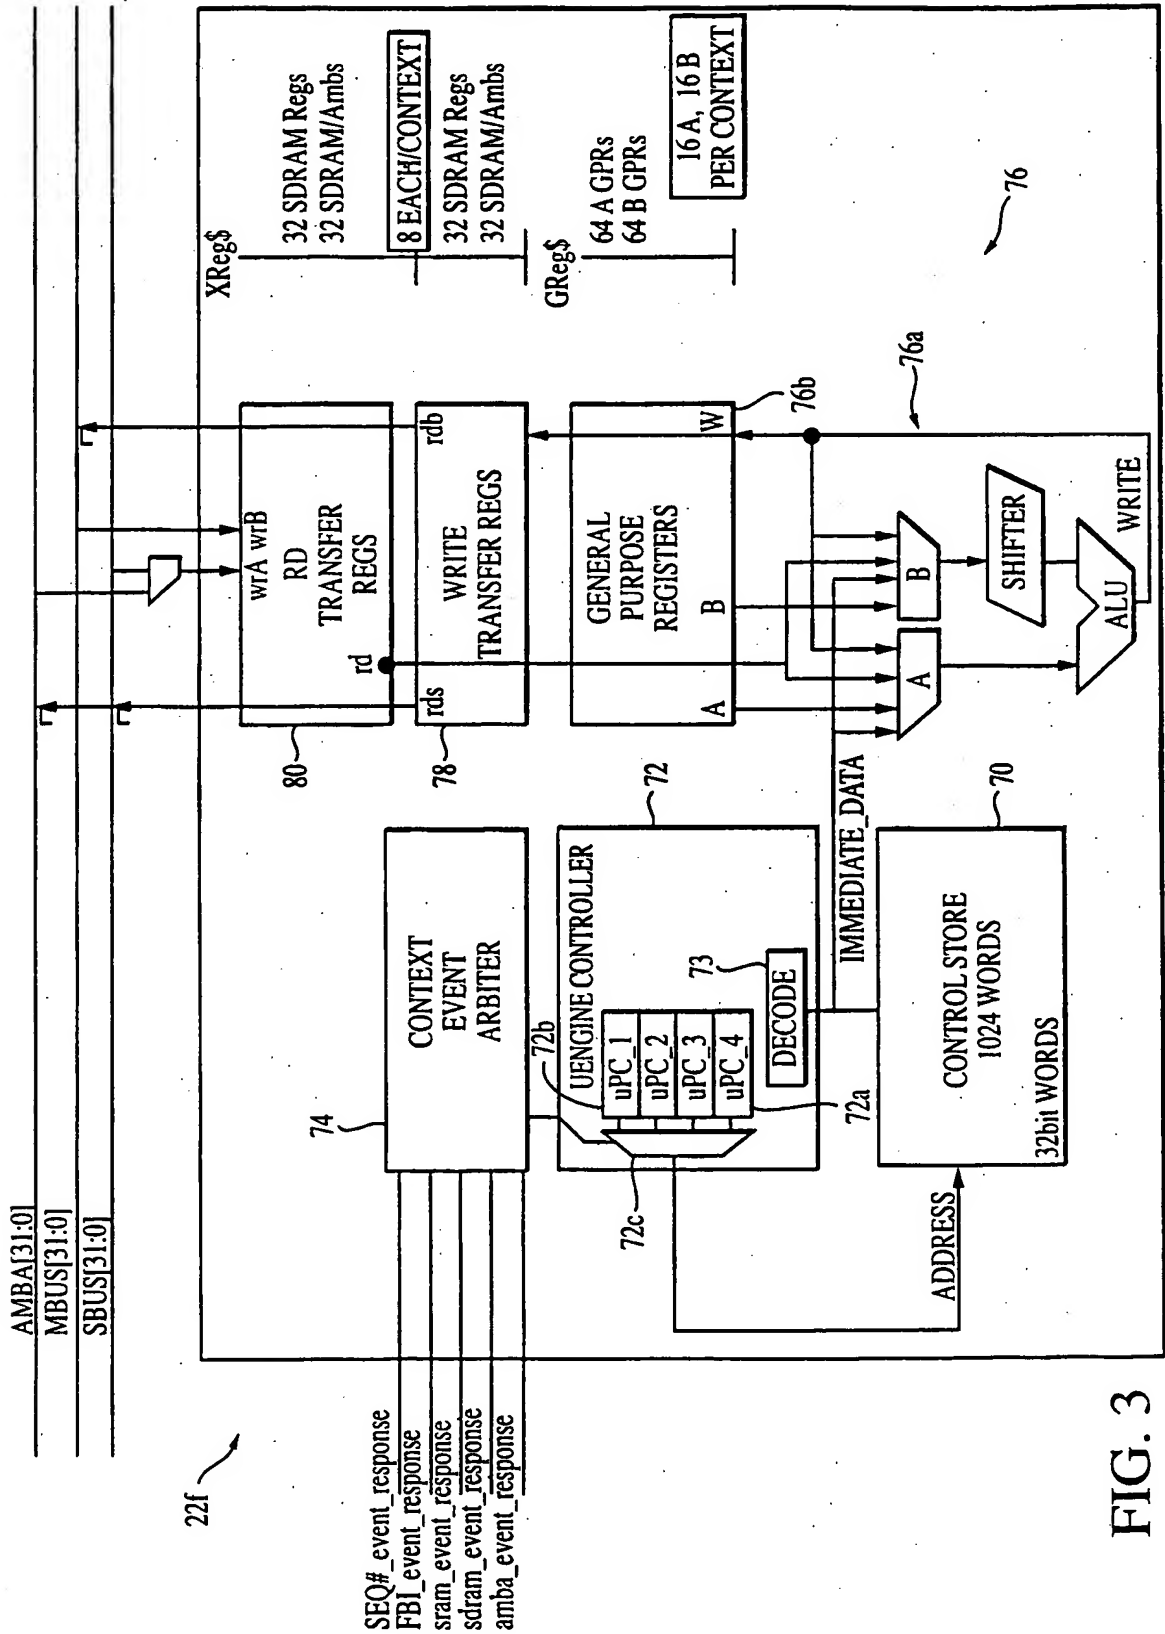 AMBA[31:0]
MBUS[31:0]
SBUS[31:0]
22f
SEQ#_event_response
FBI_event_response
sram_event_response
sdram_event_response
amba_event_response
74
CONTEXT
EVENT
ARBITER
72b
UENGINE CONTROLLER
72
uPC_1
uPC_2
uPC_3
uPC_4
72c
72a
73
DECODE
IMMEDIATE_DATA
70
CONTROL STORE
1024 WORDS
32bit WORDS
ADDRESS
80
wrA wrB
RD
TRANSFER
REGS
rd
78
rds
rdb
WRITE
TRANSFER REGS
GENERAL
PURPOSE
REGISTERS
A
B
W
76b
76a
A
B
SHIFTER
ALU
WRITE
XReg$
32 SDRAM Regs
32 SDRAM/Ambs
8 EACH/CONTEXT
32 SDRAM Regs
32 SDRAM/Ambs
GReg$
64 A GPRs
64 B GPRs
16 A, 16 B
PER CONTEXT
76
FIG. 3